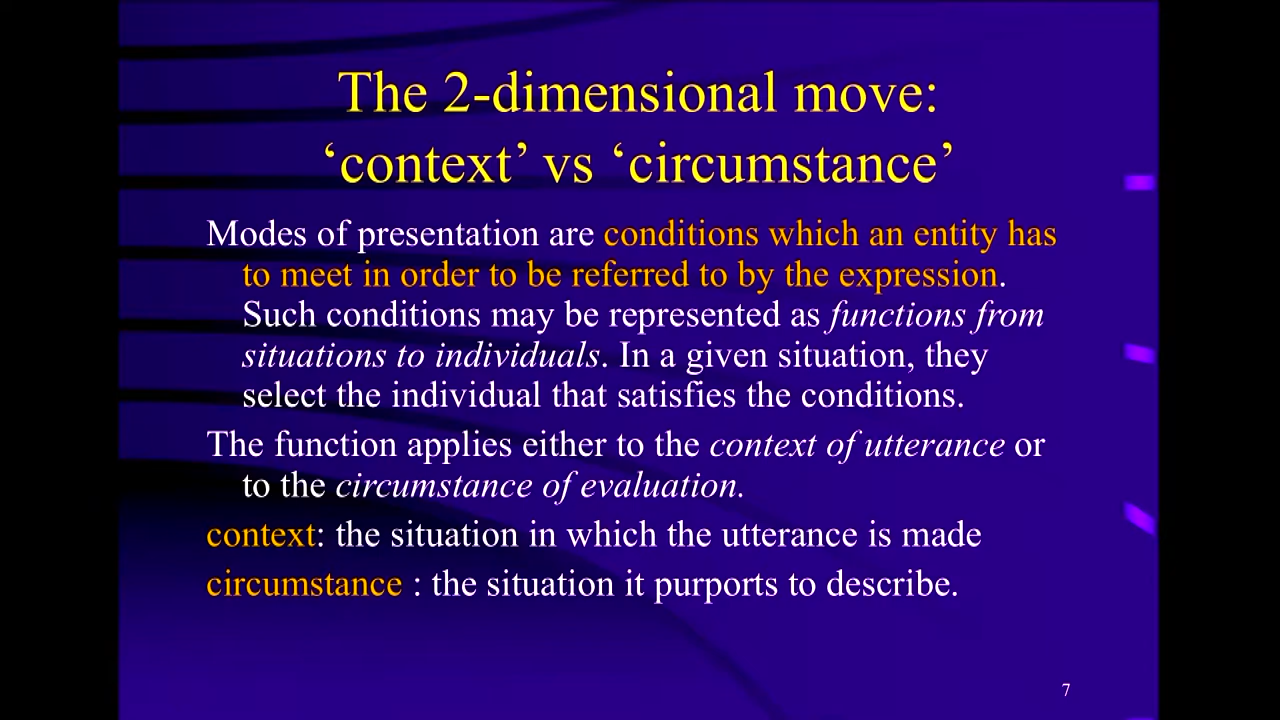 The 2-dimensional move:
‘context’ vs ‘circumstance’
Modes of presentation are conditions which an entity has
to meet in order to be referred to by the expression.
Such conditions may be represented as functions from
situations to individuals. In a given situation, they
select the individual that satisfies the conditions.
The function applies either to the context of utterance or
to the circumstance of evaluation.
context: the situation in which the utterance is made
circumstance : the situation it purports to describe.
7